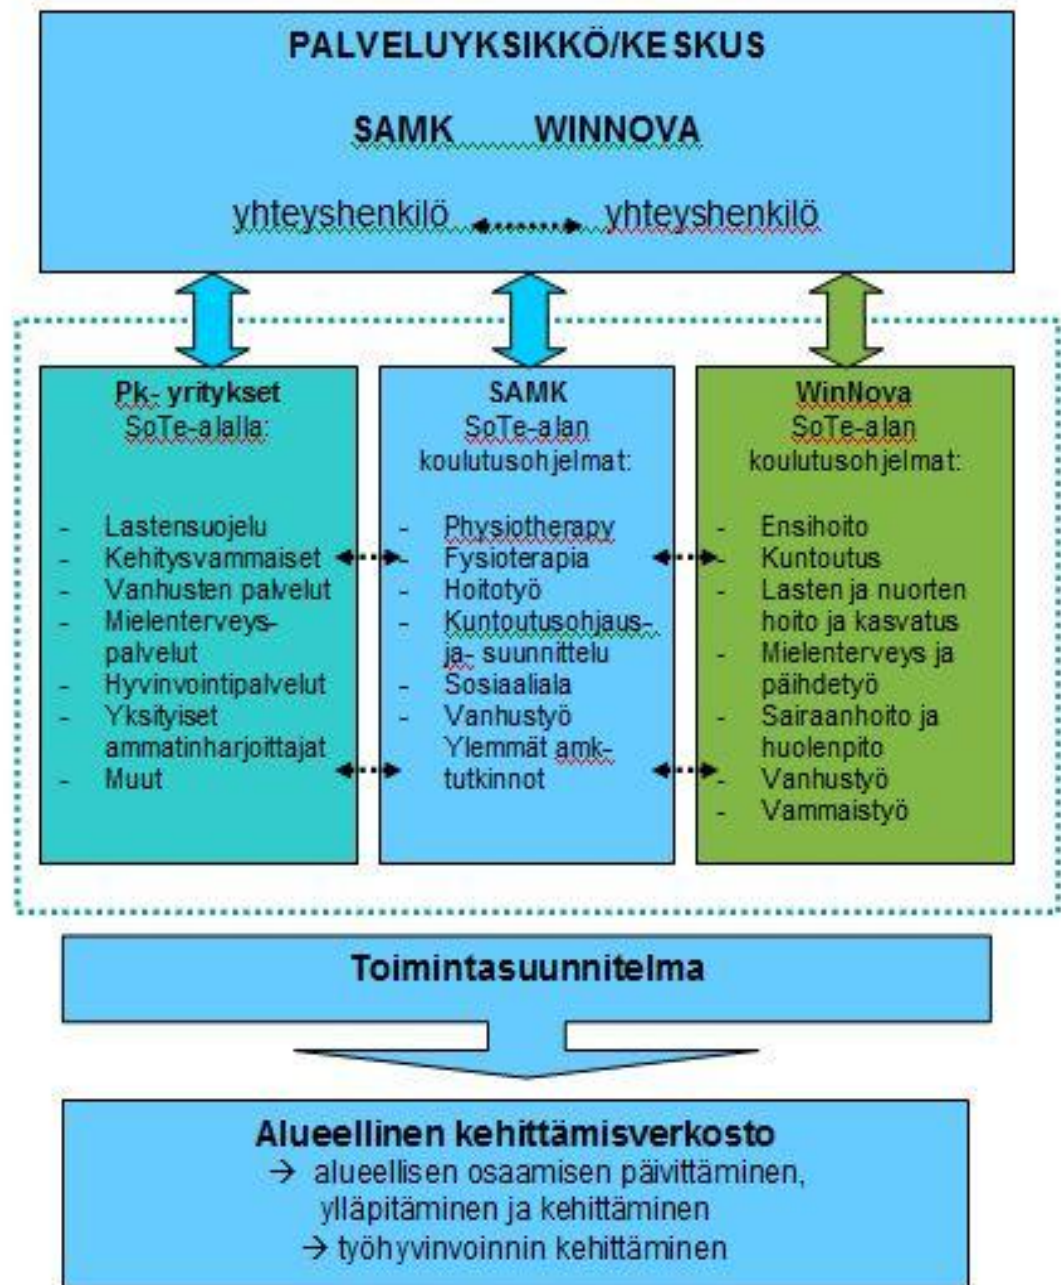 PALVELUYKSIKKÖ/KESKUS
SAMK WINNOVA
yhteyshenkilö yhteyshenkilö
Pk- yritykset
SoTe-alalla:
- Lastensuojelu
- Kehitysvammaiset
- Vanhusten palvelut
- Mielenterveys-
palvelut
- Hyvinvointipalvelut
- Yksityiset
ammatinharjoittajat
- Muut
SAMK
SoTe-alan
koulutusohjelmat:
- Physiotherapy
- Fysioterapia
- Hoitotyö
- Kuntoutusohjaus-
ja- suunnittelu
- Sosiaaliala
- Vanhustyö
Ylemmät amk-
tutkinnot
WinNova
SoTe-alan
koulutusohjelmat:
- Ensihoito
- Kuntoutus
- Lasten ja nuorten
hoito ja kasvatus
- Mielenterveys ja
päihdetyö
- Sairaanhoito ja
huolenpito
- Vanhustyö
- Vammaistyö
Toimintasuunnitelma
Alueellinen kehittämisverkosto
→ alueellisen osaamisen päivittäminen,
ylläpitäminen ja kehittäminen
→ työhyvinvoinnin kehittäminen